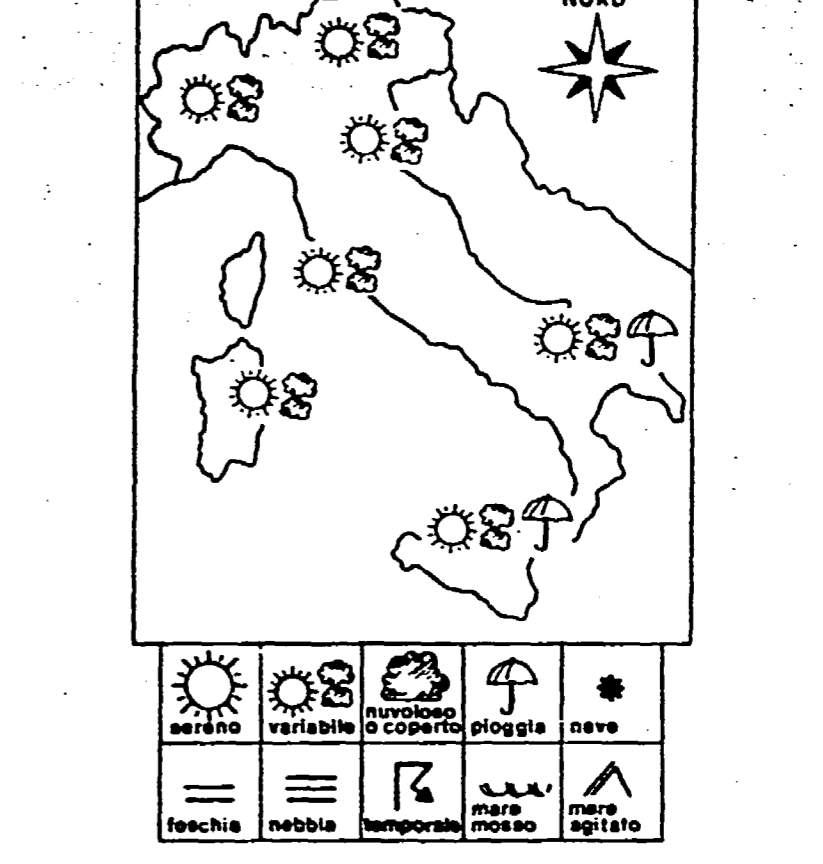 NORD
sereno
variabile
nuvoloso
o coperto
pioggia
neve
foschia
nebbia
temporale
mare
mosso
mare
agitato